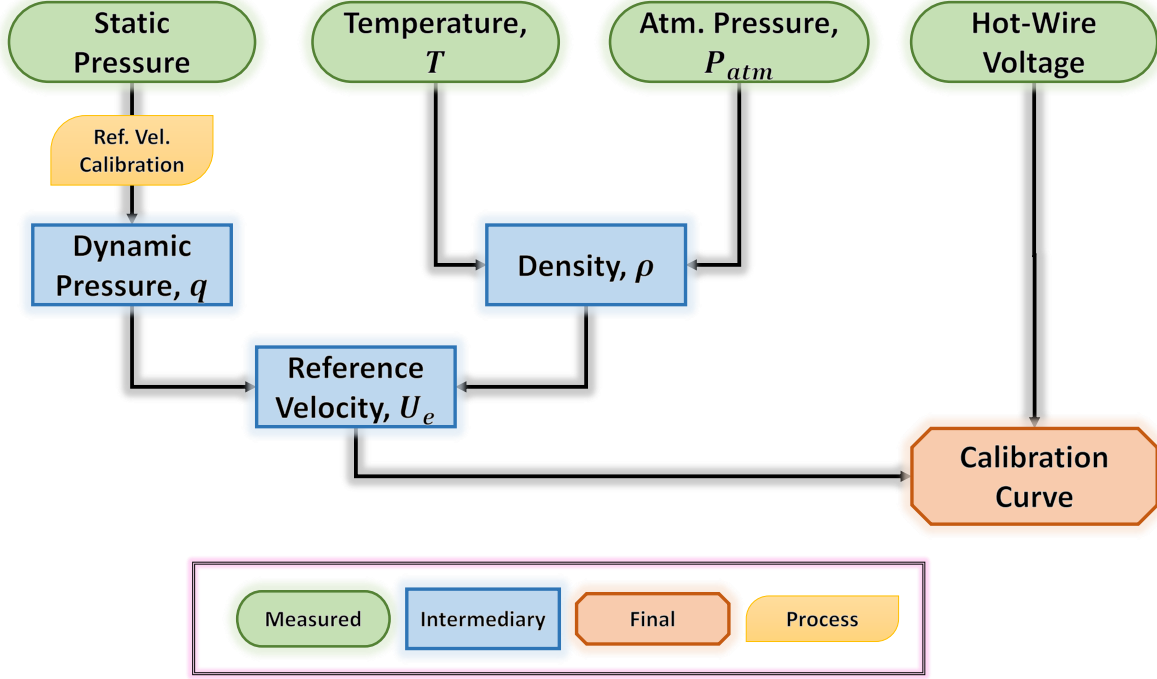 Static
Pressure
Temperature,
T
Atm. Pressure,
P_atm
Hot-Wire
Voltage
Ref. Vel.
Calibration
Dynamic
Pressure, q
Density, ρ
Reference
Velocity, U_e
Calibration
Curve
Measured
Intermediary
Final
Process